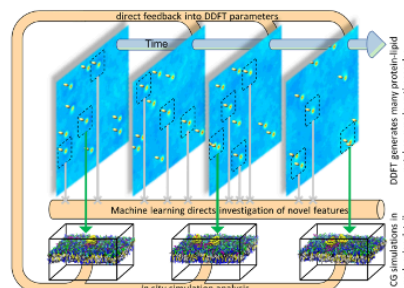 direct feedback into DDFT parameters
Time
DDFT generates many protein-lipid
Machine learning directs investigation of novel features
CG simulations in
in situ simulation analysis